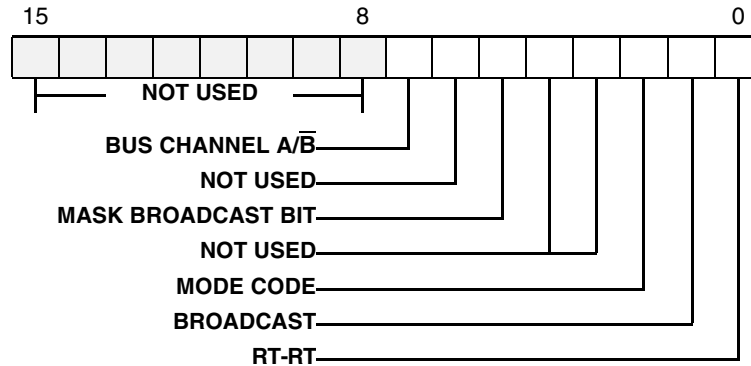 15 8 0
NOT USED
BUS CHANNEL A/B̅
NOT USED
MASK BROADCAST BIT
NOT USED
MODE CODE
BROADCAST
RT-RT